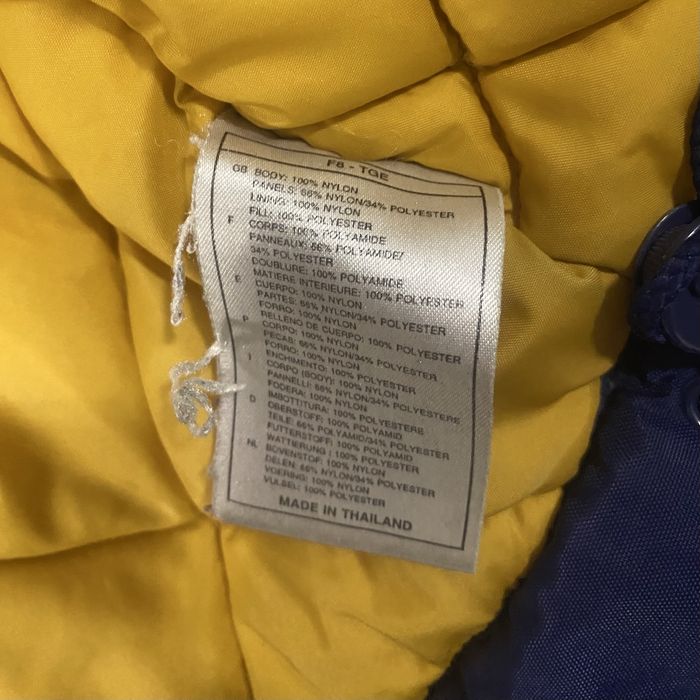 F8 - TGE
GB BODY: 100% NYLON
PANELS: 66% NYLON/34% POLYESTER
LINING: 100% NYLON
FILL: 100% POLYESTER
F CORPS: 100% POLYAMIDE
PANNEAUX: 66% POLYAMIDE/
34% POLYESTER
DOUBLURE: 100% POLYAMIDE
MATIERE INTERIEURE: 100% POLYESTER
E CUERPO: 100% NYLON
PARTES: 66% NYLON/34% POLYESTER
FORRO: 100% NYLON
RELLENO DE CUERPO: 100% POLYESTER
P CORPO: 100% NYLON
PECAS: 66% NYLON/34% POLYESTER
FORRO: 100% NYLON
ENCHIMENTO: 100% POLYESTER
I CORPO (BODY): 100% NYLON
PANNELLI: 66% NYLON/34% POLYESTERE
FODERA: 100% NYLON
IMBOTTITURA: 100% POLYESTERE
D OBERSTOFF: 100% POLYAMID
TEILE: 66% POLYAMID/34% POLYESTER
FUTTERSTOFF: 100% POLYAMID
WATTIERUNG: 100% POLYESTER
NL BOVENSTOF: 100% NYLON
DELEN: 66% NYLON/34% POLYESTER
VOERING: 100% NYLON
VULSEL: 100% POLYESTER
MADE IN THAILAND